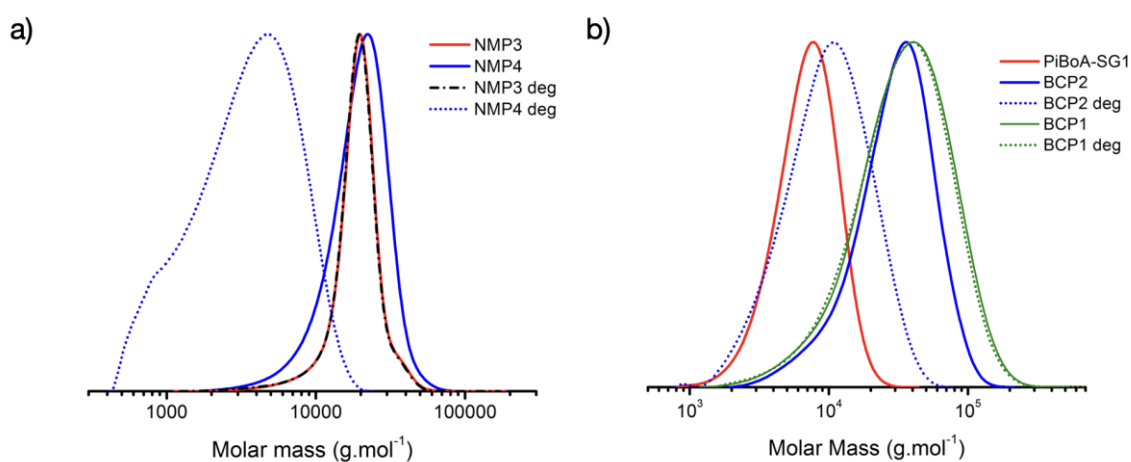 a)
NMP3
NMP4
NMP3 deg
NMP4 deg
1000 10000 100000
Molar mass (g.mol⁻¹)
b)
PiBoA-SG1
BCP2
BCP2 deg
BCP1
BCP1 deg
10³ 10⁴ 10⁵
Molar Mass (g.mol⁻¹)